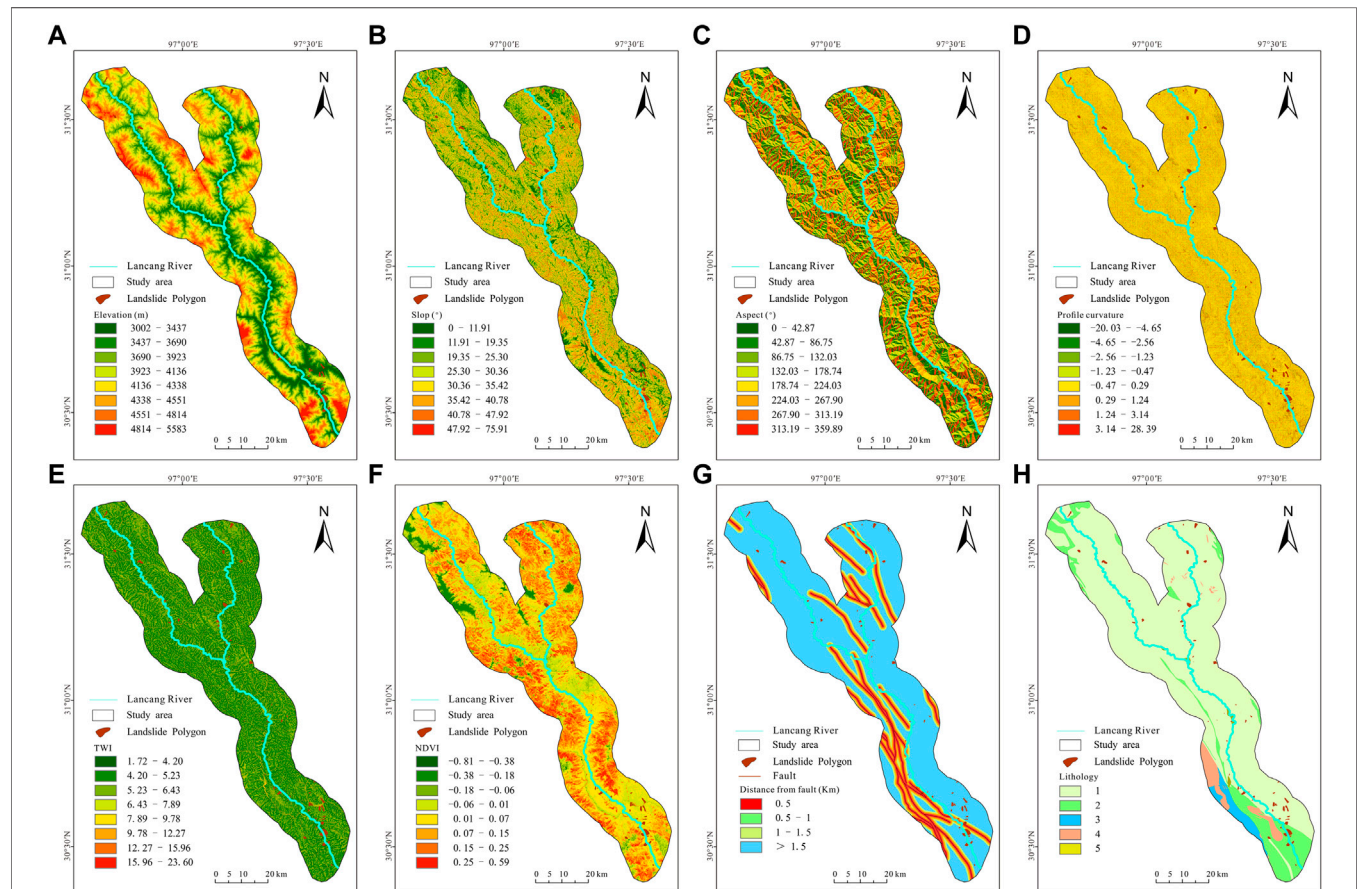 A
97°00′E
97°30′E
N
31°30′N
31°00′N
30°30′N
Lancang River
Study area
Landslide Polygon
Elevation (m)
3002 - 3437
3437 - 3690
3690 - 3923
3923 - 4136
4136 - 4338
4338 - 4551
4551 - 4814
4814 - 5583
0 5 10 20 km
B
97°00′E
97°30′E
N
31°30′N
31°00′N
30°30′N
Lancang River
Study area
Landslide Polygon
Slop (°)
0 - 11.91
11.91 - 19.35
19.35 - 25.30
25.30 - 30.36
30.36 - 35.42
35.42 - 40.78
40.78 - 47.92
47.92 - 75.91
0 5 10 20 km
C
97°00′E
97°30′E
N
31°30′N
31°00′N
30°30′N
Lancang River
Study area
Landslide Polygon
Aspect (°)
0 - 42.87
42.87 - 86.75
86.75 - 132.03
132.03 - 178.74
178.74 - 224.03
224.03 - 267.90
267.90 - 313.19
313.19 - 359.89
0 5 10 20 km
D
97°00′E
97°30′E
N
31°30′N
31°00′N
30°30′N
Lancang River
Study area
Landslide Polygon
Profile curvature
-20.03 - -4.65
-4.65 - -2.56
-2.56 - -1.23
-1.23 - -0.47
-0.47 - 0.29
0.29 - 1.24
1.24 - 3.14
3.14 - 28.39
0 5 10 20 km
E
97°00′E
97°30′E
N
31°30′N
31°00′N
30°30′N
Lancang River
Study area
Landslide Polygon
TWI
1.72 - 4.20
4.20 - 5.23
5.23 - 6.43
6.43 - 7.89
7.89 - 9.78
9.78 - 12.27
12.27 - 15.96
15.96 - 23.60
0 5 10 20 km
F
97°00′E
97°30′E
N
31°30′N
31°00′N
30°30′N
Lancang River
Study area
Landslide Polygon
NDVI
-0.81 - -0.38
-0.38 - -0.18
-0.18 - -0.06
-0.06 - 0.01
0.01 - 0.07
0.07 - 0.15
0.15 - 0.25
0.25 - 0.59
0 5 10 20 km
G
97°00′E
97°30′E
N
31°30′N
31°00′N
30°30′N
Lancang River
Study area
Landslide Polygon
Fault
Distance from fault (Km)
0.5
0.5 - 1
1 - 1.5
> 1.5
0 5 10 20 km
H
97°00′E
97°30′E
N
31°30′N
31°00′N
30°30′N
Lancang River
Study area
Landslide Polygon
Lithology
1
2
3
4
5
0 5 10 20 km